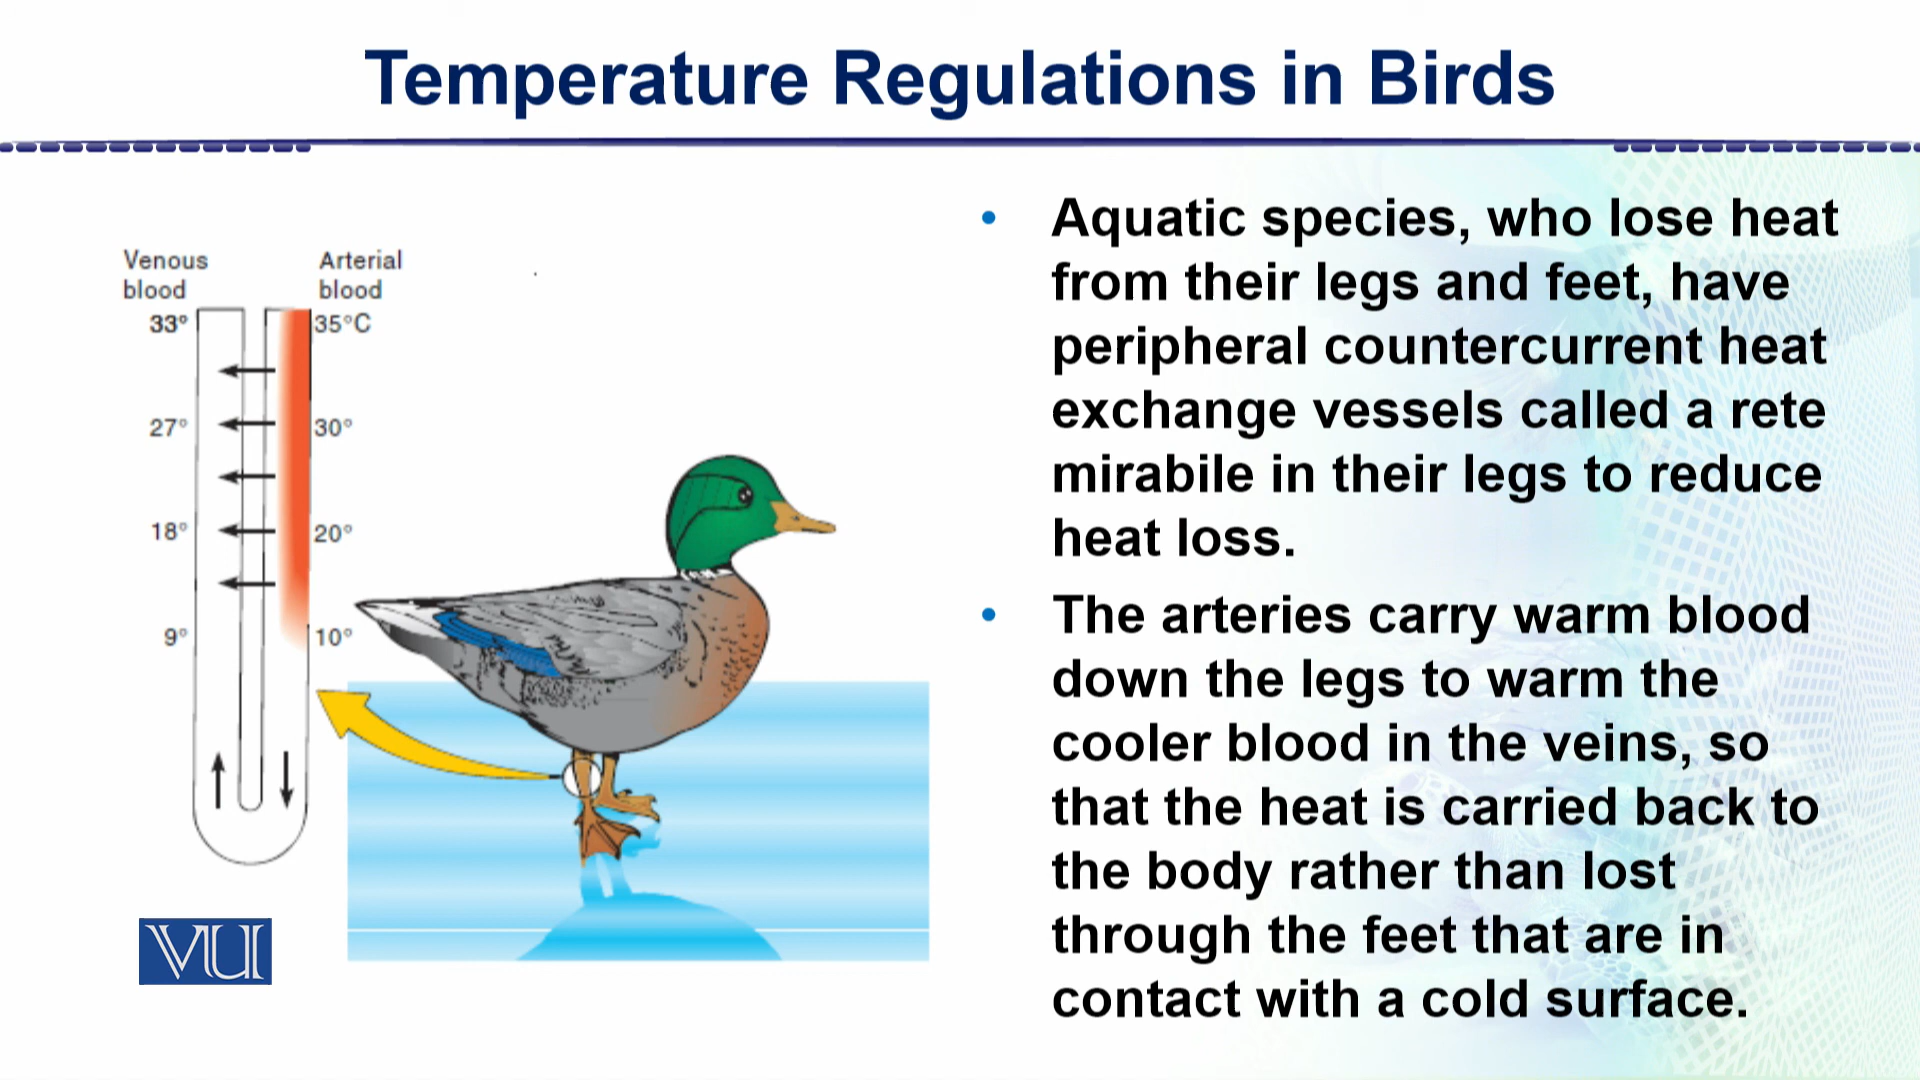 Temperature Regulations in Birds
Venous
blood
Arterial
blood
33°
35°C
27°
30°
18°
20°
9°
10°
VU
• Aquatic species, who lose heat
from their legs and feet, have
peripheral countercurrent heat
exchange vessels called a rete
mirabile in their legs to reduce
heat loss.
• The arteries carry warm blood
down the legs to warm the
cooler blood in the veins, so
that the heat is carried back to
the body rather than lost
through the feet that are in
contact with a cold surface.